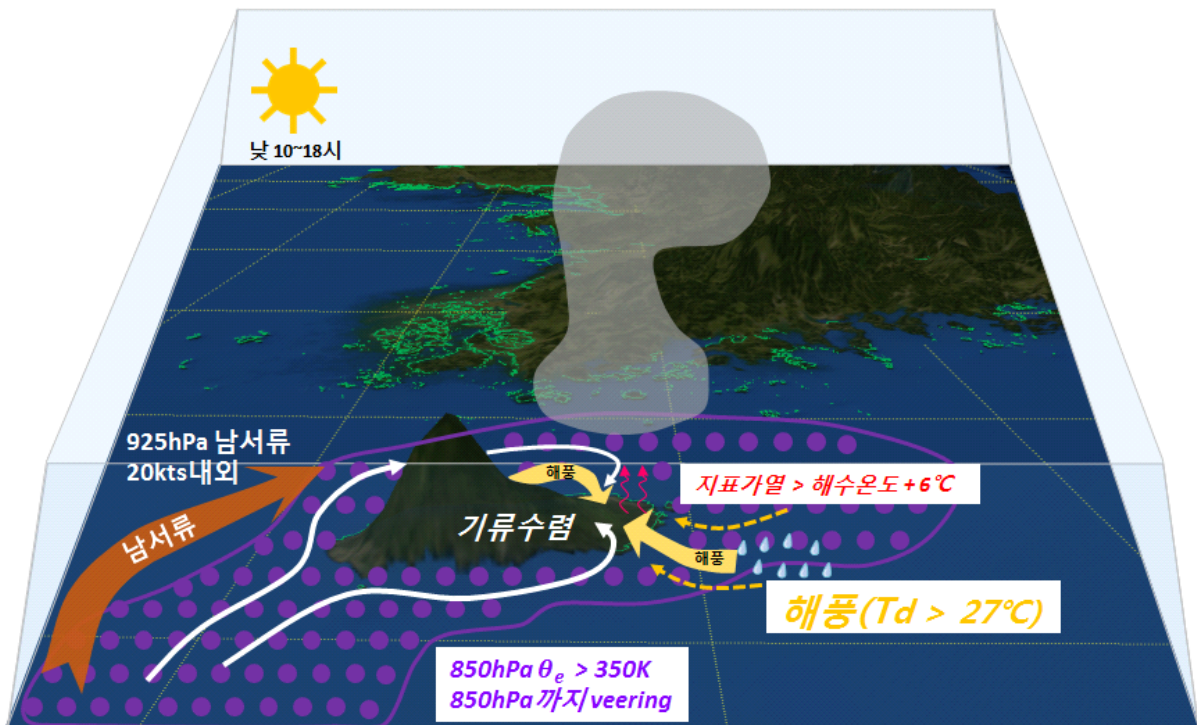 낮 10~18시
925hPa 남서류
20kts내외
남서류
해풍
지표가열 > 해수온도+6℃
기류수렴
해풍
해풍(Td > 27℃)
850hPa θₑ > 350K
850hPa까지 veering